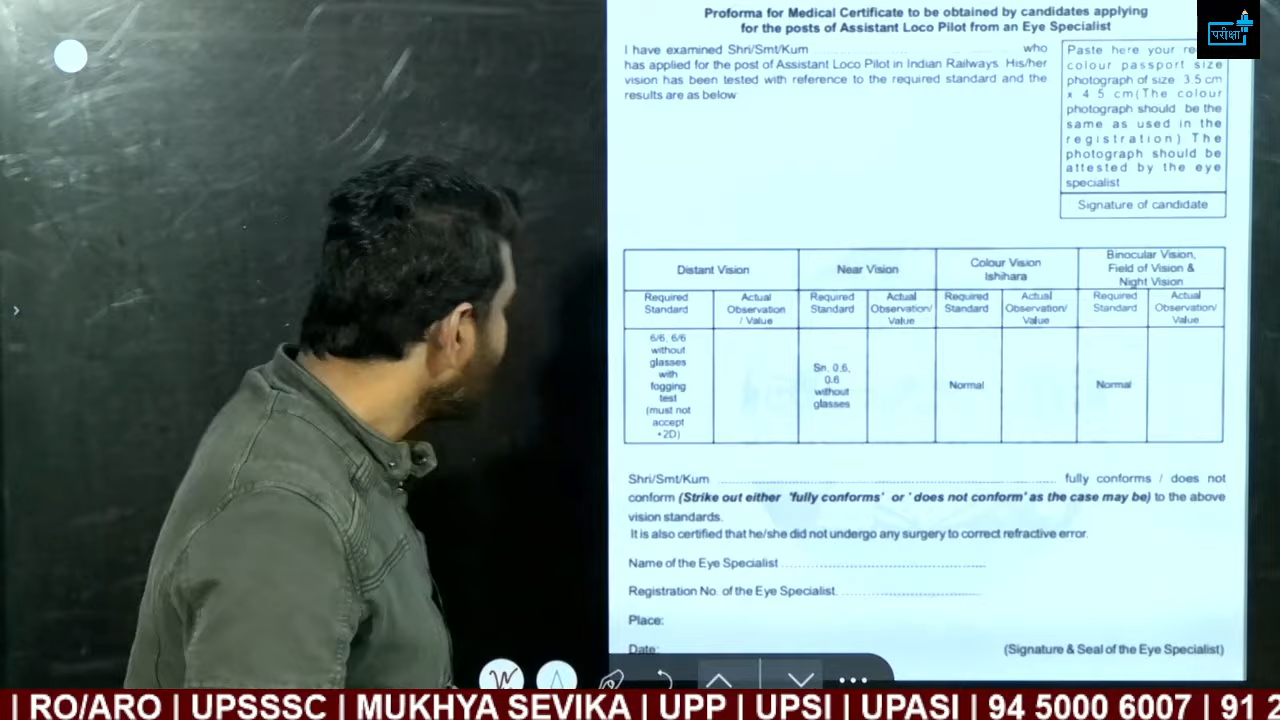 Proforma for Medical Certificate to be obtained by candidates applying
for the posts of Assistant Loco Pilot from an Eye Specialist
परीक्षा
I have examined Shri/Smt/Kum ........ who
has applied for the post of Assistant Loco Pilot in Indian Railways. His/her
vision has been tested with reference to the required standard and the
results are as below
Paste here your
colour passport size
photograph of size 3.5 cm
x 4 5 cm(The colour
photograph should be the
same as used in the
registration) The
photograph should be
attested by the eye
specialist
Signature of candidate
Distant Vision
Near Vision
Colour Vision
Ishihara
Binocular Vision,
Field of Vision &
Night Vision
Required
Standard
Actual
Observation
/ Value
Required
Standard
Actual
Observation/
Value
Required
Standard
Actual
Observation/
Value
Required
Standard
Actual
Observation/
Value
6/6, 6/6
without
glasses
with
fogging
test
(must not
accept
+2D)
Sn. 0.6,
0.6
without
glasses
Normal
Normal
Shri/Smt/Kum ........ fully conforms / does not
conform (Strike out either 'fully conforms' or ' does not conform' as the case may be) to the above
vision standards.
It is also certified that he/she did not undergo any surgery to correct refractive error.
Name of the Eye Specialist ........
Registration No. of the Eye Specialist. ........
Place:
Date:
(Signature & Seal of the Eye Specialist)
| RO/ARO | UPSSSC | MUKHYA SEVIKA | UPP | UPSI | UPASI | 94 5000 6007 | 91 2